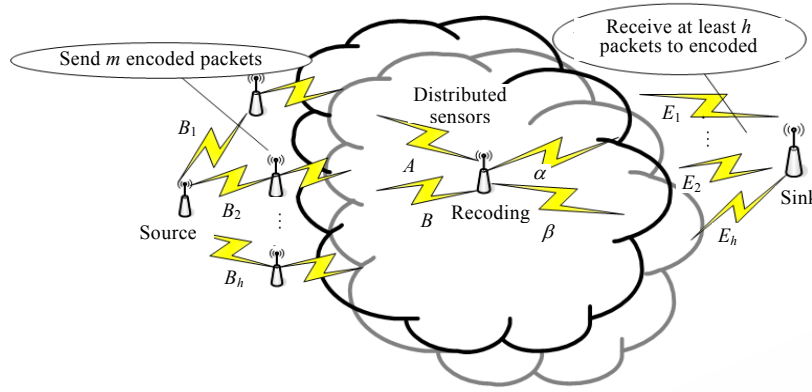 Send m encoded packets
Receive at least h
packets to encoded
Distributed
sensors
B1
B2
⋮
Bh
Source
A
B
Recoding
α
β
E1
⋮
E2
Eh
Sink